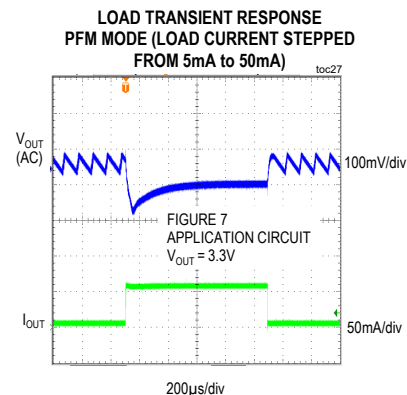 LOAD TRANSIENT RESPONSE
PFM MODE (LOAD CURRENT STEPPED
FROM 5mA to 50mA)
toc27
T
VOUT
(AC)
100mV/div
FIGURE 7
APPLICATION CIRCUIT
VOUT = 3.3V
IOUT
50mA/div
200µs/div